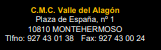 C.M.C. Valle del Alagón
Plaza de España, nº 1
10810 MONTEHERMOSO
Tlfno: 927 43 01 38 Fax: 927 43 00 24